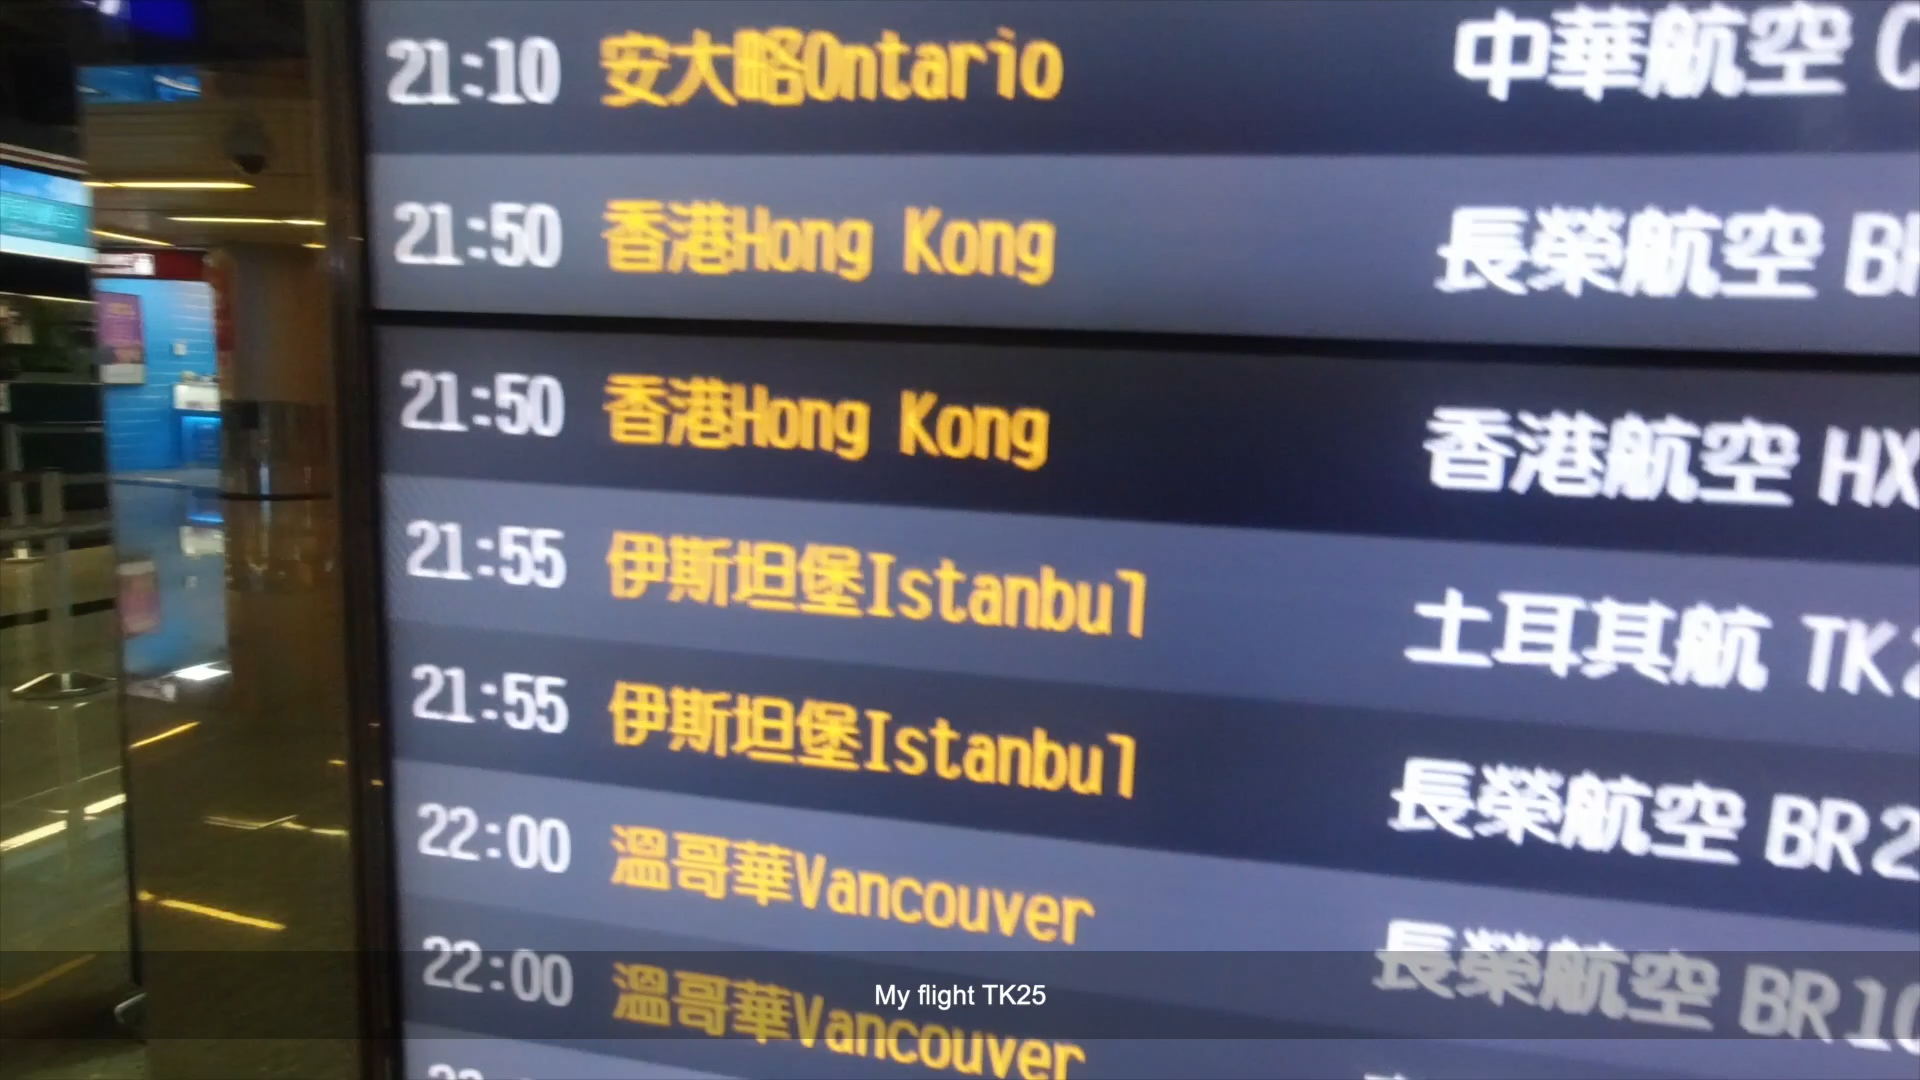 21:10 安大略Ontario 中華航空 C
21:50 香港Hong Kong 長榮航空 B
21:50 香港Hong Kong 香港航空 HX
21:55 伊斯坦堡Istanbul 土耳其航 TK2
21:55 伊斯坦堡Istanbul 長榮航空 BR2
22:00 溫哥華Vancouver 長榮航空 BR10
22:00 溫哥華Vancouver
My flight TK25